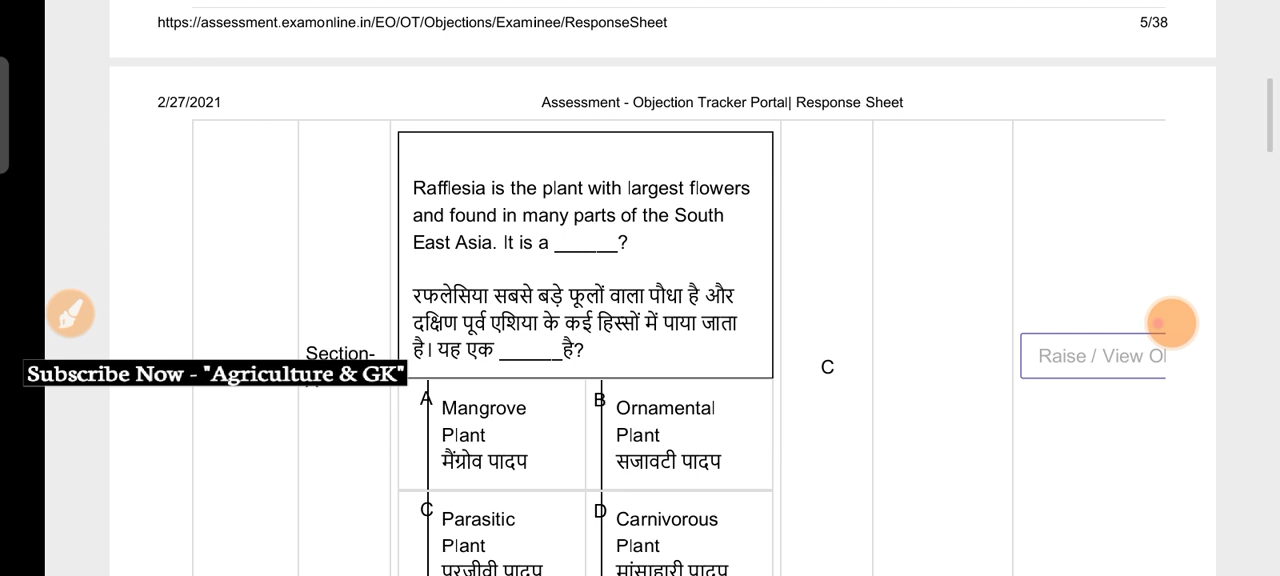 https://assessment.examonline.in/EO/OT/Objections/Examinee/ResponseSheet 5/38
2/27/2021 Assessment - Objection Tracker Portal| Response Sheet
Rafflesia is the plant with largest flowers
and found in many parts of the South
East Asia. It is a ______?
रफलेसिया सबसे बड़े फूलों वाला पौधा है और
दक्षिण पूर्व एशिया के कई हिस्सों में पाया जाता
है। यह एक ______है?
Section-
Subscribe Now - "Agriculture & GK"
C
Raise / View
A Mangrove
Plant
मैंग्रोव पादप
B Ornamental
Plant
सजावटी पादप
C Parasitic
Plant
परजीवी पादप
D Carnivorous
Plant
मांसाहारी पादप